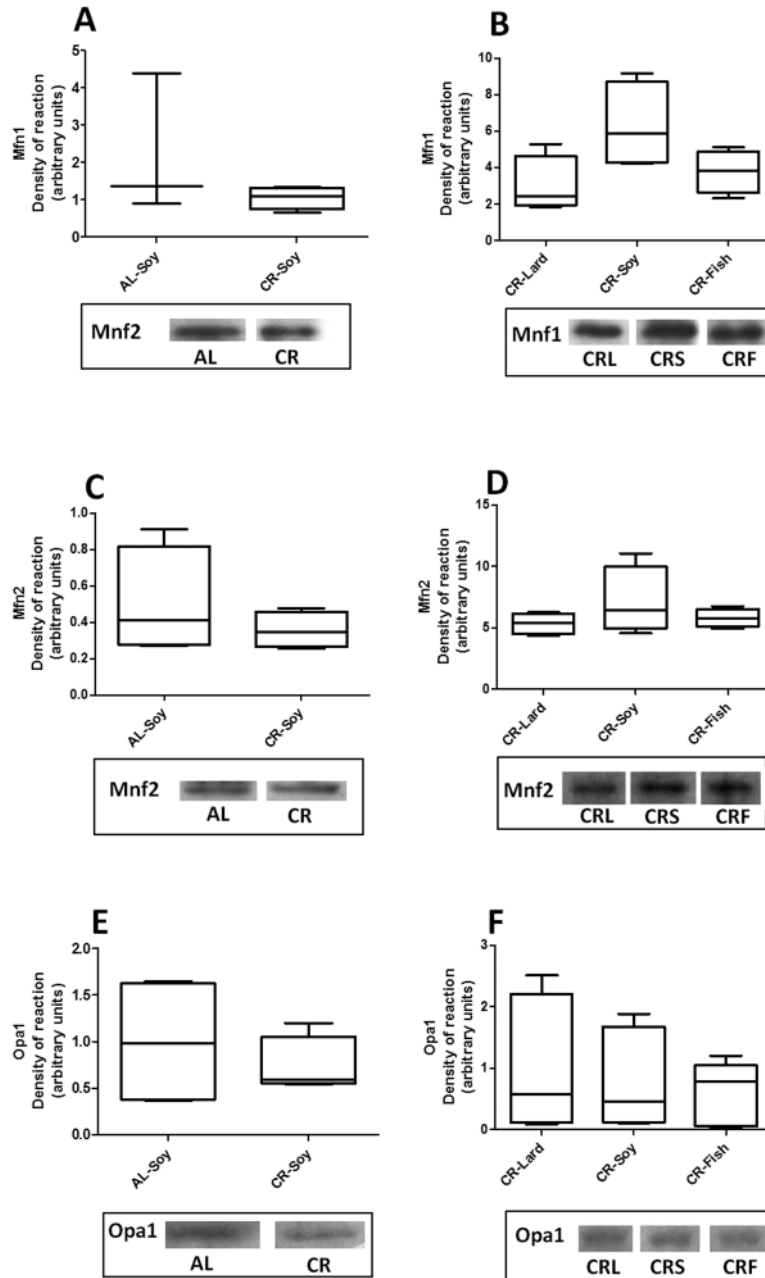 A
Mfn1
Density of reaction
(arbitrary units)
5
4
3
2
1
0
AL-Soy
CR-Soy
Mnf2
AL
CR
B
Mfn1
Density of reaction
(arbitrary units)
10
8
6
4
2
0
CR-Lard
CR-Soy
CR-Fish
Mnf1
CRL
CRS
CRF
C
Mfn2
Density of reaction
(arbitrary units)
1.0
0.8
0.6
0.4
0.2
0.0
AL-Soy
CR-Soy
Mnf2
AL
CR
D
Mfn2
Density of reaction
(arbitrary units)
15
10
5
0
CR-Lard
CR-Soy
CR-Fish
Mnf2
CRL
CRS
CRF
E
Opa1
Density of reaction
(arbitrary units)
2.0
1.5
1.0
0.5
0.0
AL-Soy
CR-Soy
Opa1
AL
CR
F
Opa1
Density of reaction
(arbitrary units)
3
2
1
0
CR-Lard
CR-Soy
CR-Fish
Opa1
CRL
CRS
CRF